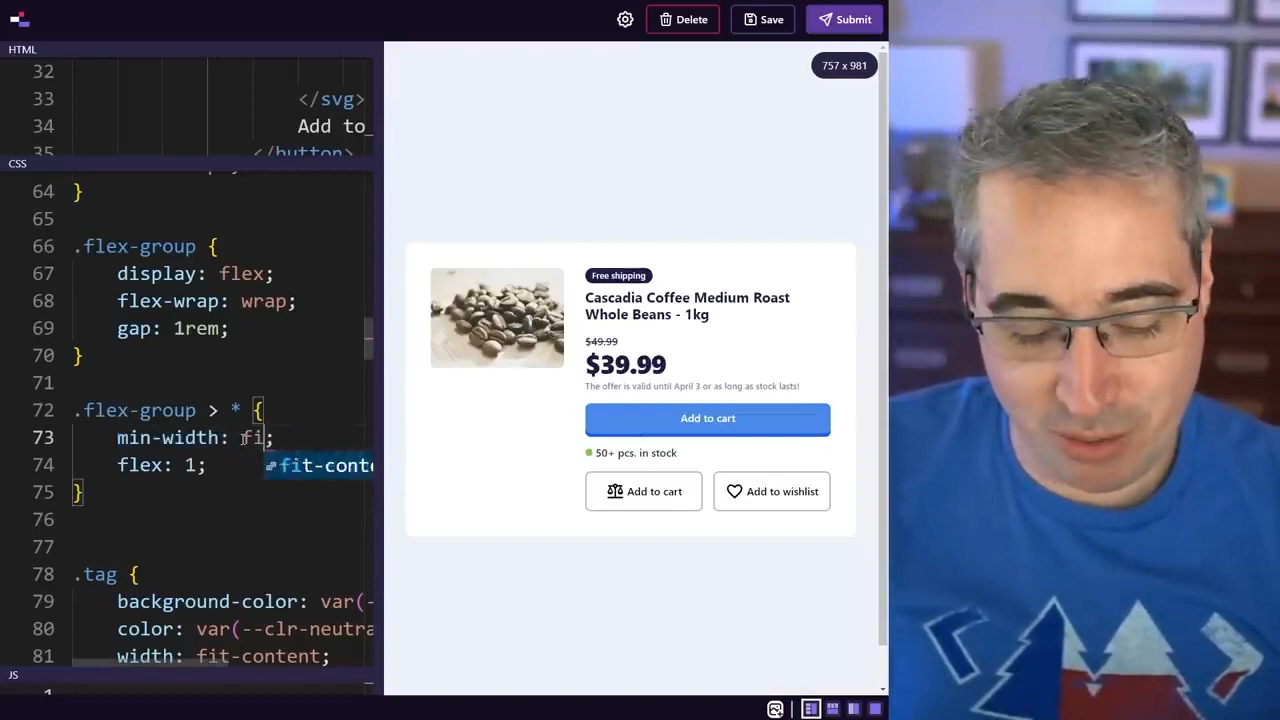 Delete
Save
Submit
HTML
32
33 </svg>
34 Add to
35 </button>
CSS
64 }
65
66 .flex-group {
67 display: flex;
68 flex-wrap: wrap;
69 gap: 1rem;
70 }
71
72 .flex-group > * {
73 min-width: fi;
74 flex: 1;
fit-conte
75 }
76
77
78 .tag {
79 background-color: var(-
80 color: var(--clr-neutra
81 width: fit-content;
JS
1
757 x 981
Free shipping
Cascadia Coffee Medium Roast
Whole Beans - 1kg
$49.99
$39.99
The offer is valid until April 3 or as long as stock lasts!
Add to cart
50+ pcs. in stock
Add to cart
Add to wishlist